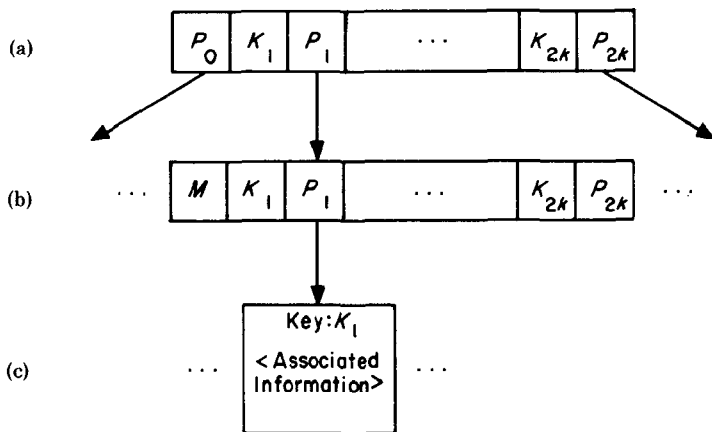 (a) P0 K1 P1 ··· K2k P2k
(b) ··· M K1 P1 ··· K2k P2k ···
Key:K1
(c) ··· <Associated ···
Information>